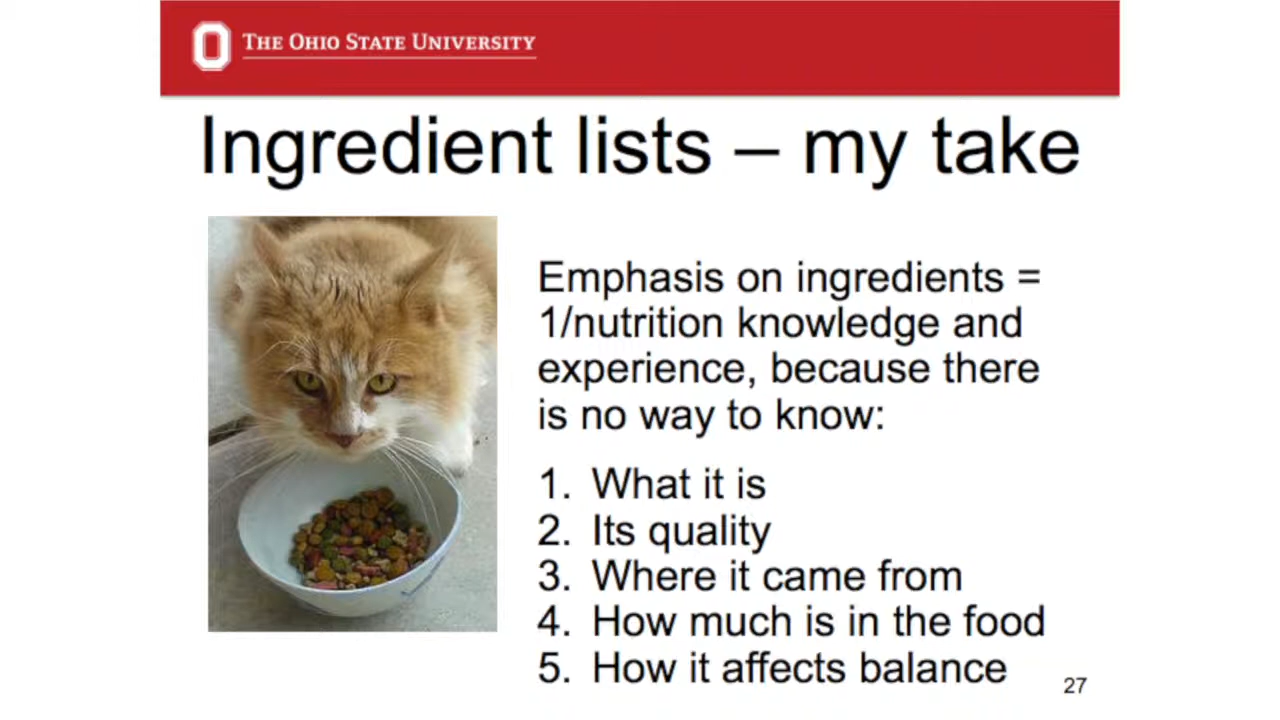 THE OHIO STATE UNIVERSITY
Ingredient lists – my take
Emphasis on ingredients =
1/nutrition knowledge and
experience, because there
is no way to know:
1. What it is
2. Its quality
3. Where it came from
4. How much is in the food
5. How it affects balance
27